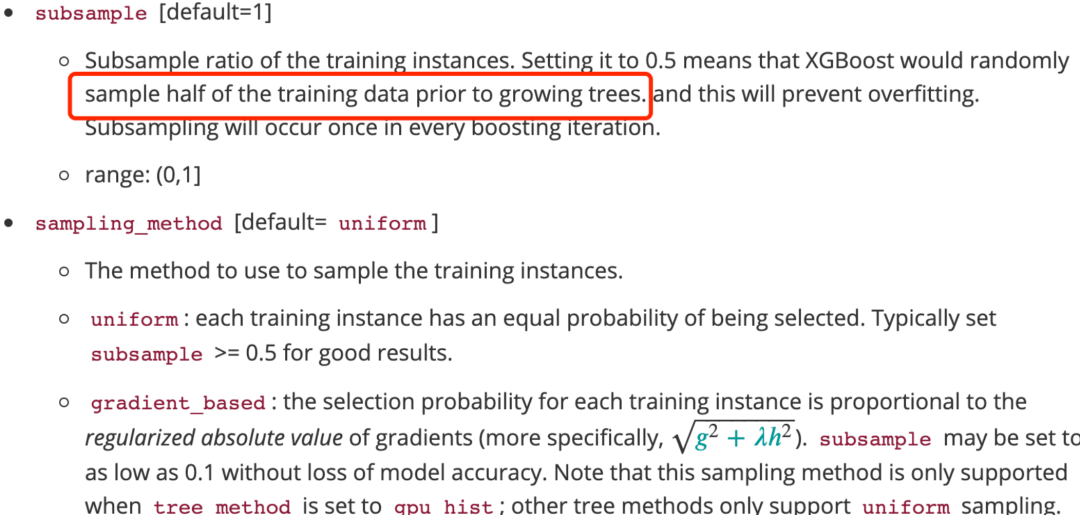 subsample [default=1]
Subsample ratio of the training instances. Setting it to 0.5 means that XGBoost would randomly
sample half of the training data prior to growing trees. and this will prevent overfitting.
Subsampling will occur once in every boosting iteration.
range: (0,1]
sampling_method [default= uniform]
The method to use to sample the training instances.
uniform: each training instance has an equal probability of being selected. Typically set
subsample >= 0.5 for good results.
gradient_based: the selection probability for each training instance is proportional to the
regularized absolute value of gradients (more specifically, √(g² + λh²)). subsample may be set to
as low as 0.1 without loss of model accuracy. Note that this sampling method is only supported
when tree_method is set to gpu_hist; other tree methods only support uniform sampling.